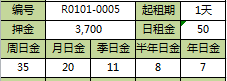 编号 R0101-0005 起租期 1天
押金 3,700 日租金 50
周日金 月日金 季日金 半年日金 年日金
35 20 11 8 7